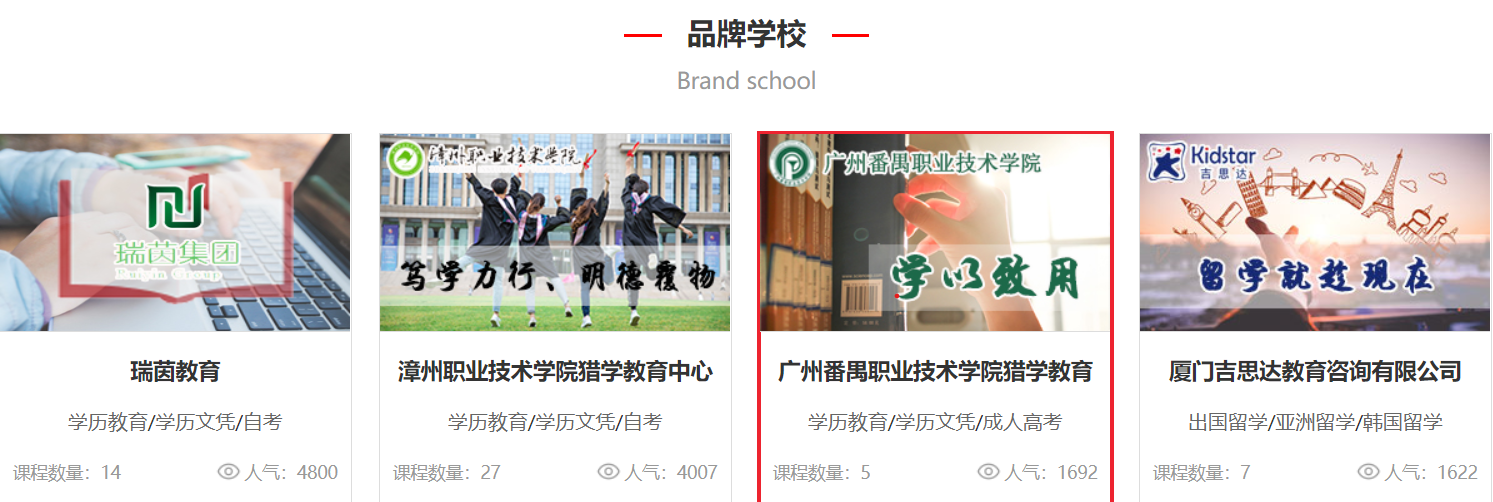 品牌学校
Brand school
瑞茵集团
Ruiyin Group
瑞茵教育
学历教育/学历文凭/自考
课程数量：14
人气：4800
漳州职业技术学院
笃学力行、明德覆物
漳州职业技术学院猎学教育中心
学历教育/学历文凭/自考
课程数量：27
人气：4007
广州番禺职业技术学院
学以致用
广州番禺职业技术学院猎学教育
学历教育/学历文凭/成人高考
课程数量：5
人气：1692
Kidstar
吉思达
留学就趁现在
厦门吉思达教育咨询有限公司
出国留学/亚洲留学/韩国留学
课程数量：7
人气：1622